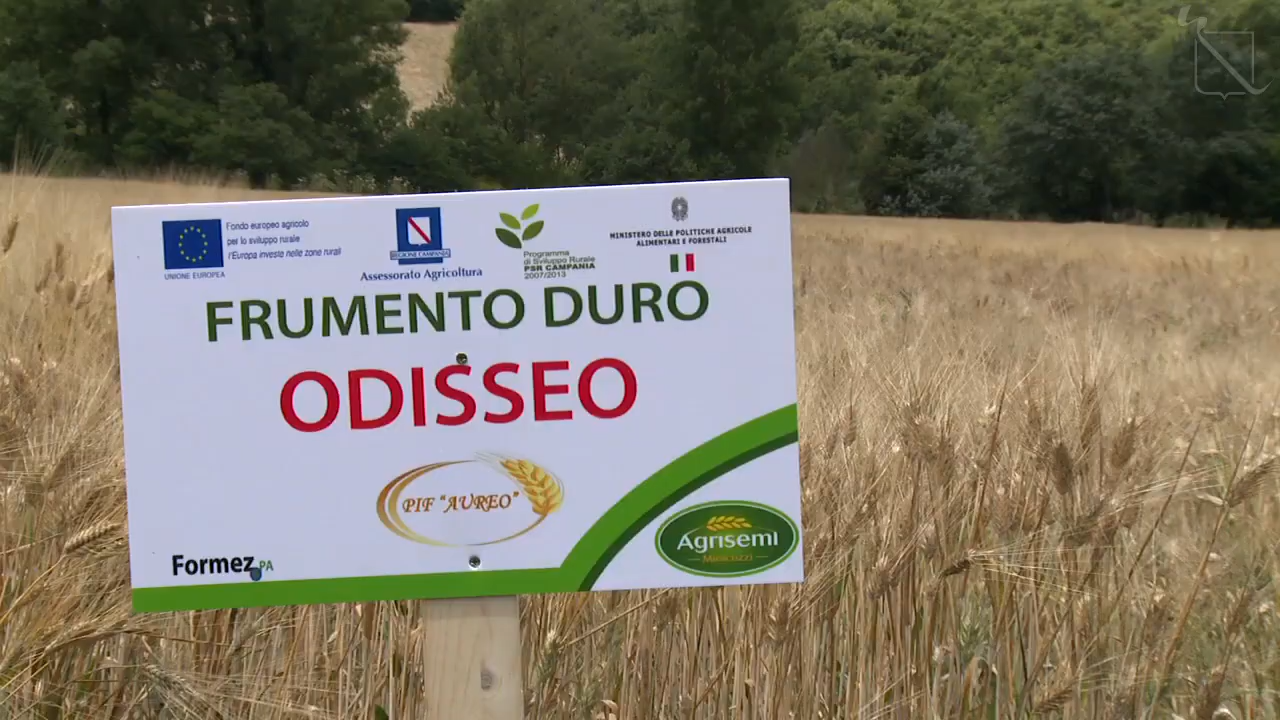 Fondo europeo agricolo
per lo sviluppo rurale
l'Europa investe nelle zone rurali
UNIONE EUROPEA
REGIONE CAMPANIA
Assessorato Agricoltura
Programma
di Sviluppo Rurale
PSR CAMPANIA
2007/2013
MINISTERO DELLE POLITICHE AGRICOLE
ALIMENTARI E FORESTALI
FRUMENTO DURO
ODISSEO
PIF "AUREO"
Formez PA
Agrisemi